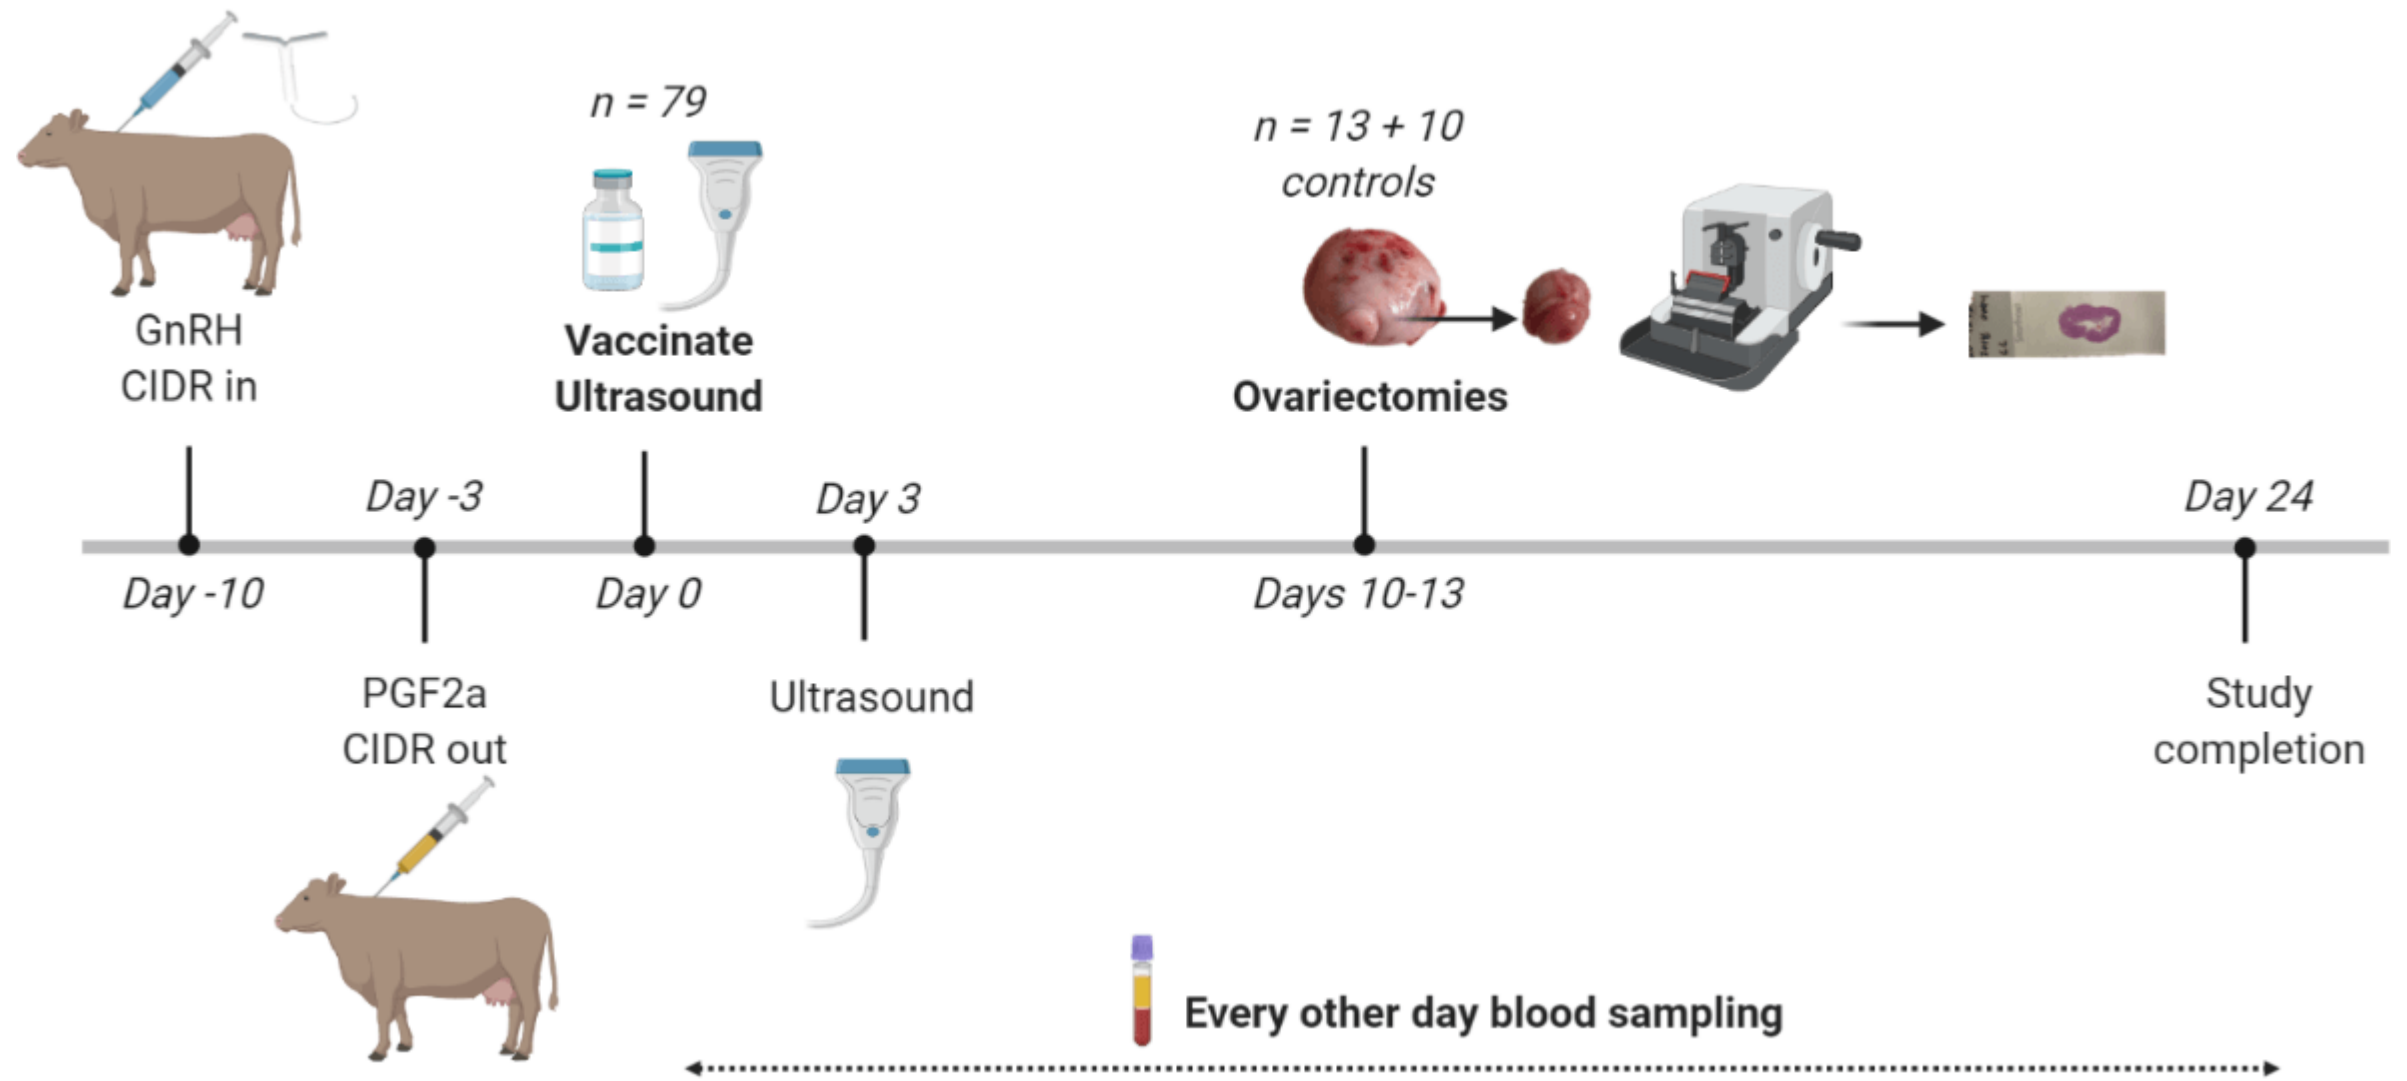 n = 79
n = 13 + 10
controls
GnRH
CIDR in
Vaccinate
Ultrasound
Ovariectomies
Day -3
Day 3
Day 24
Day -10
Day 0
Days 10-13
PGF2a
CIDR out
Ultrasound
Study
completion
Every other day blood sampling